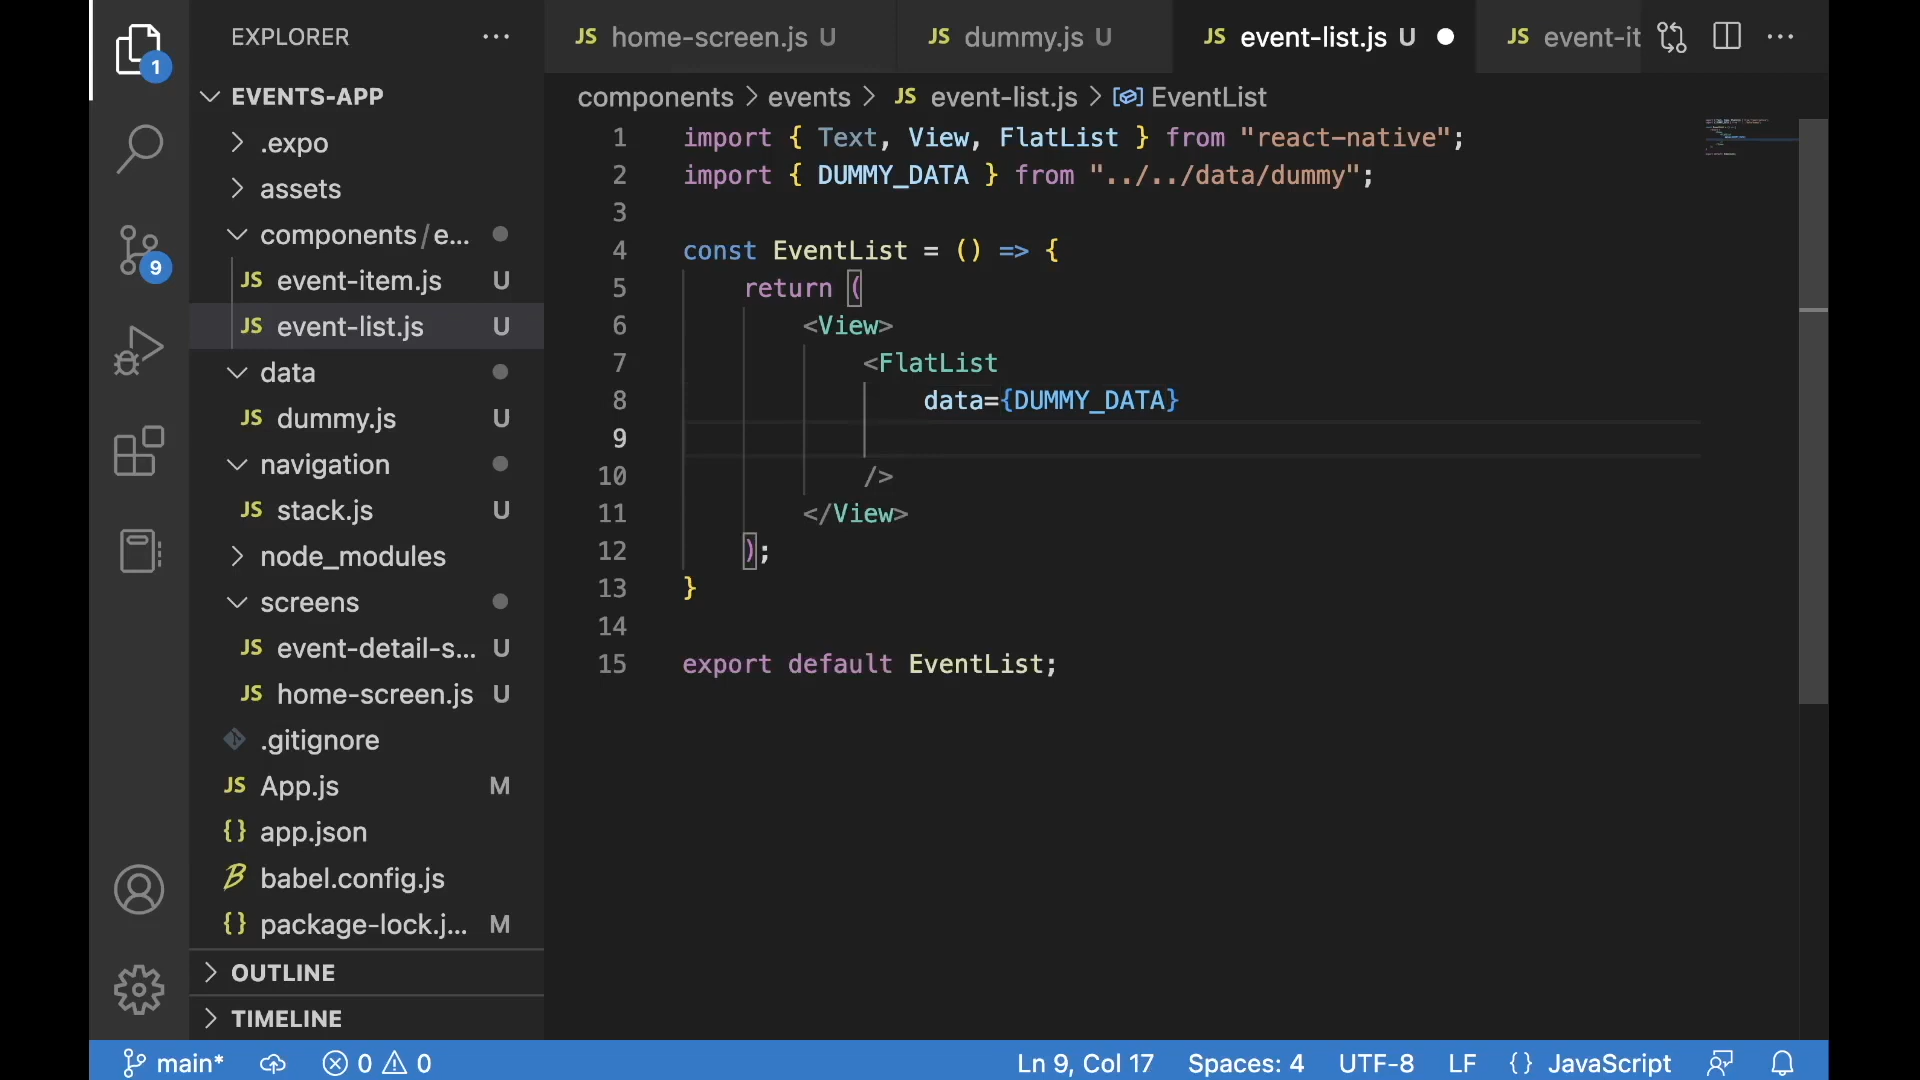 EXPLORER
1
EVENTS-APP
.expo
assets
components/e...
9
JS event-item.js U
JS event-list.js U
data
JS dummy.js U
navigation
JS stack.js U
node_modules
screens
JS event-detail-s... U
JS home-screen.js U
.gitignore
JS App.js M
{} app.json
babel.config.js
{} package-lock.j... M
OUTLINE
TIMELINE
JS home-screen.js U
JS dummy.js U
JS event-list.js U
JS event-it
components > events > JS event-list.js > EventList
1 import { Text, View, FlatList } from "react-native";
2 import { DUMMY_DATA } from "../../data/dummy";
3
4 const EventList = () => {
5 return (
6 <View>
7 <FlatList
8 data={DUMMY_DATA}
9
10 />
11 </View>
12 );
13 }
14
15 export default EventList;
main* 0 0 Ln 9, Col 17 Spaces: 4 UTF-8 LF {} JavaScript